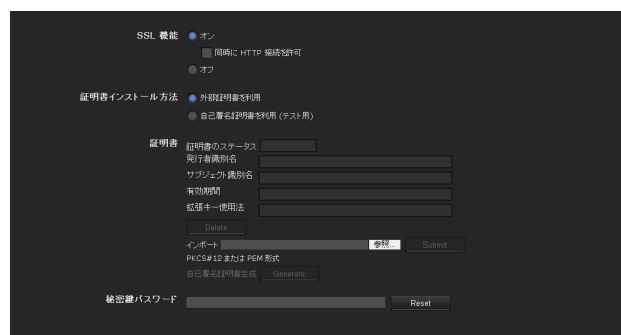 SSL 機能 オン
同時に HTTP 接続を許可
オフ
証明書インストール方法 外部証明書を利用
自己署名証明書を利用 (テスト用)
証明書 証明書のステータス
発行者識別名
サブジェクト識別名
有効期間
拡張キー使用法
Delete
インポート 参照... Submit
PKCS#12 または PEM 形式
自己署名証明書生成 Generate
秘密鍵パスワード Reset